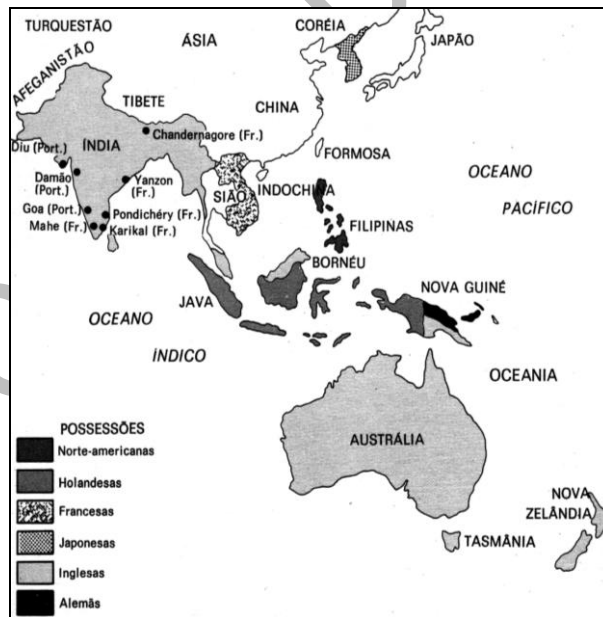 TURQUESTÃO
ÁSIA
CORÉIA
JAPÃO
AFEGANISTÃO
TIBETE
CHINA
Chandernagore (Fr.)
Diu (Port.)
ÍNDIA
FORMOSA
OCEANO
PACÍFICO
Damão
(Port.)
Yanzon
(Fr.)
SIÃO
INDOCHINA
Goa (Port.)
Pondichéry (Fr.)
FILIPINAS
Mahe (Fr.)
Karikal (Fr.)
BORNÉU
NOVA GUINÉ
JAVA
OCEANO
ÍNDICO
OCEANIA
AUSTRÁLIA
POSSESSÕES
Norte-americanas
Holandesas
Francesas
Japonesas
Inglesas
Alemãs
NOVA
ZELÂNDIA
TASMÂNIA